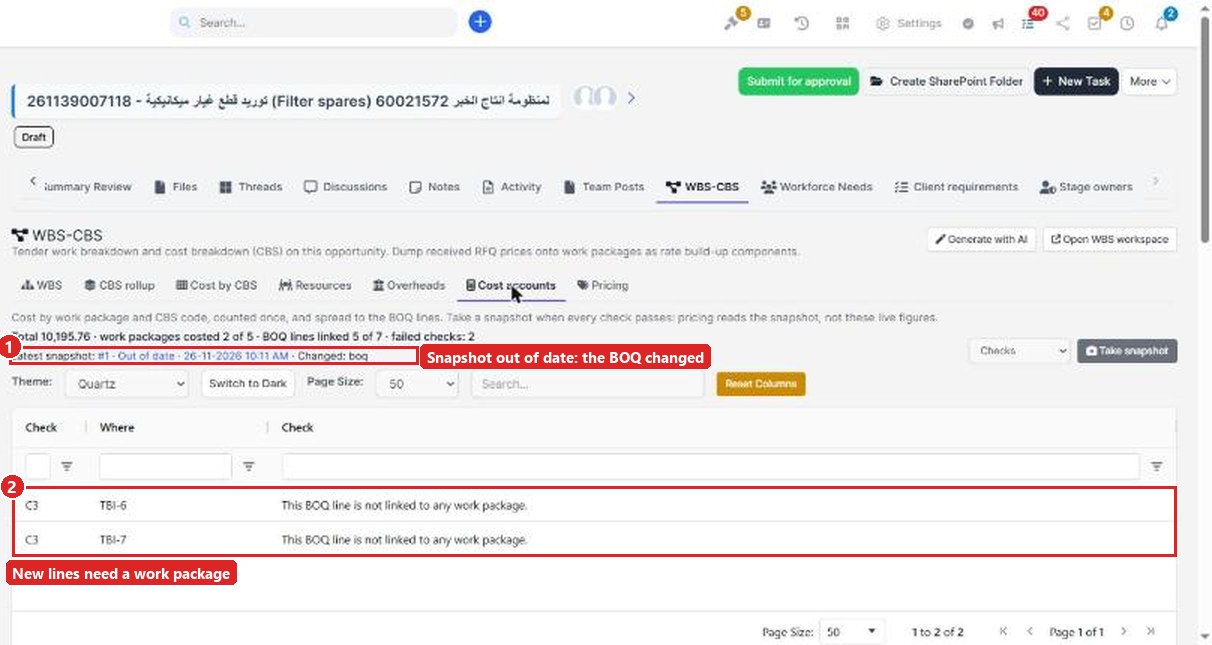 Search...
5
Settings
40
4
2
261139007118 - توريد قطع غيار ميكانيكية (Filter spares) 60021572 لمنظومة انتاج الخبر
Submit for approval
Create SharePoint Folder
+ New Task
More
Draft
Summary Review
Files
Threads
Discussions
Notes
Activity
Team Posts
WBS-CBS
Workforce Needs
Client requirements
Stage owners
WBS-CBS
Tender work breakdown and cost breakdown (CBS) on this opportunity. Dump received RFQ prices onto work packages as rate build-up components.
Generate with AI
Open WBS workspace
WBS
CBS rollup
Cost by CBS
Resources
Overheads
Cost accounts
Pricing
Cost by work package and CBS code, counted once, and spread to the BOQ lines. Take a snapshot when every check passes: pricing reads the snapshot, not these live figures.
Total 10,195.76 · work packages costed 2 of 5 · BOQ lines linked 5 of 7 · failed checks: 2
1
Latest snapshot: #1 · Out of date · 26-11-2026 10:11 AM · Changed: boq
Snapshot out of date: the BOQ changed
Checks
Take snapshot
Theme:
Quartz
Switch to Dark
Page Size:
50
Search...
Reset Columns
Check
Where
Check
2
C3
TBI-6
This BOQ line is not linked to any work package.
C3
TBI-7
This BOQ line is not linked to any work package.
New lines need a work package
Page Size:
50
1 to 2 of 2
Page 1 of 1